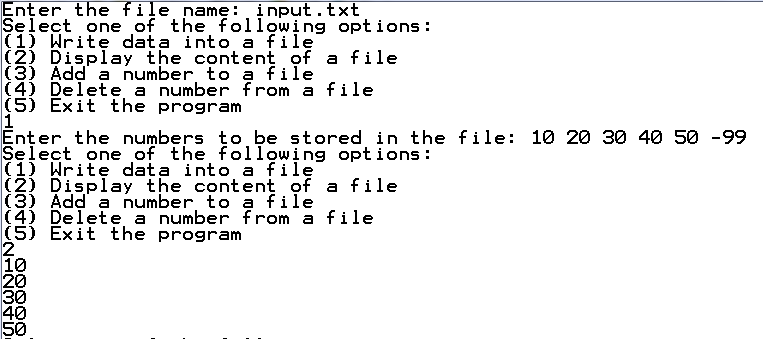 Enter the file name: input.txt
Select one of the following options:
(1) Write data into a file
(2) Display the content of a file
(3) Add a number to a file
(4) Delete a number from a file
(5) Exit the program
1
Enter the numbers to be stored in the file: 10 20 30 40 50 -99
Select one of the following options:
(1) Write data into a file
(2) Display the content of a file
(3) Add a number to a file
(4) Delete a number from a file
(5) Exit the program
2
10
20
30
40
50